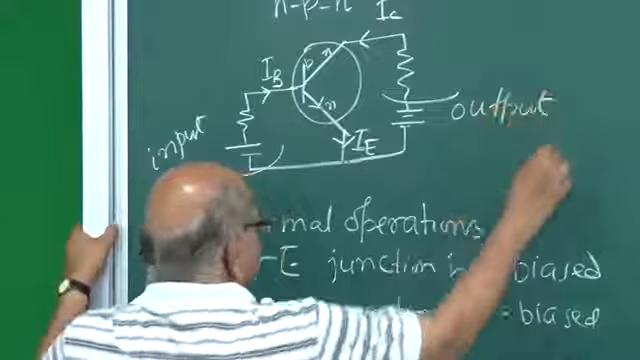 n-p-n
Ic
IB
p
n
n
IE
input
output
mal operations
E junction i biased
biased